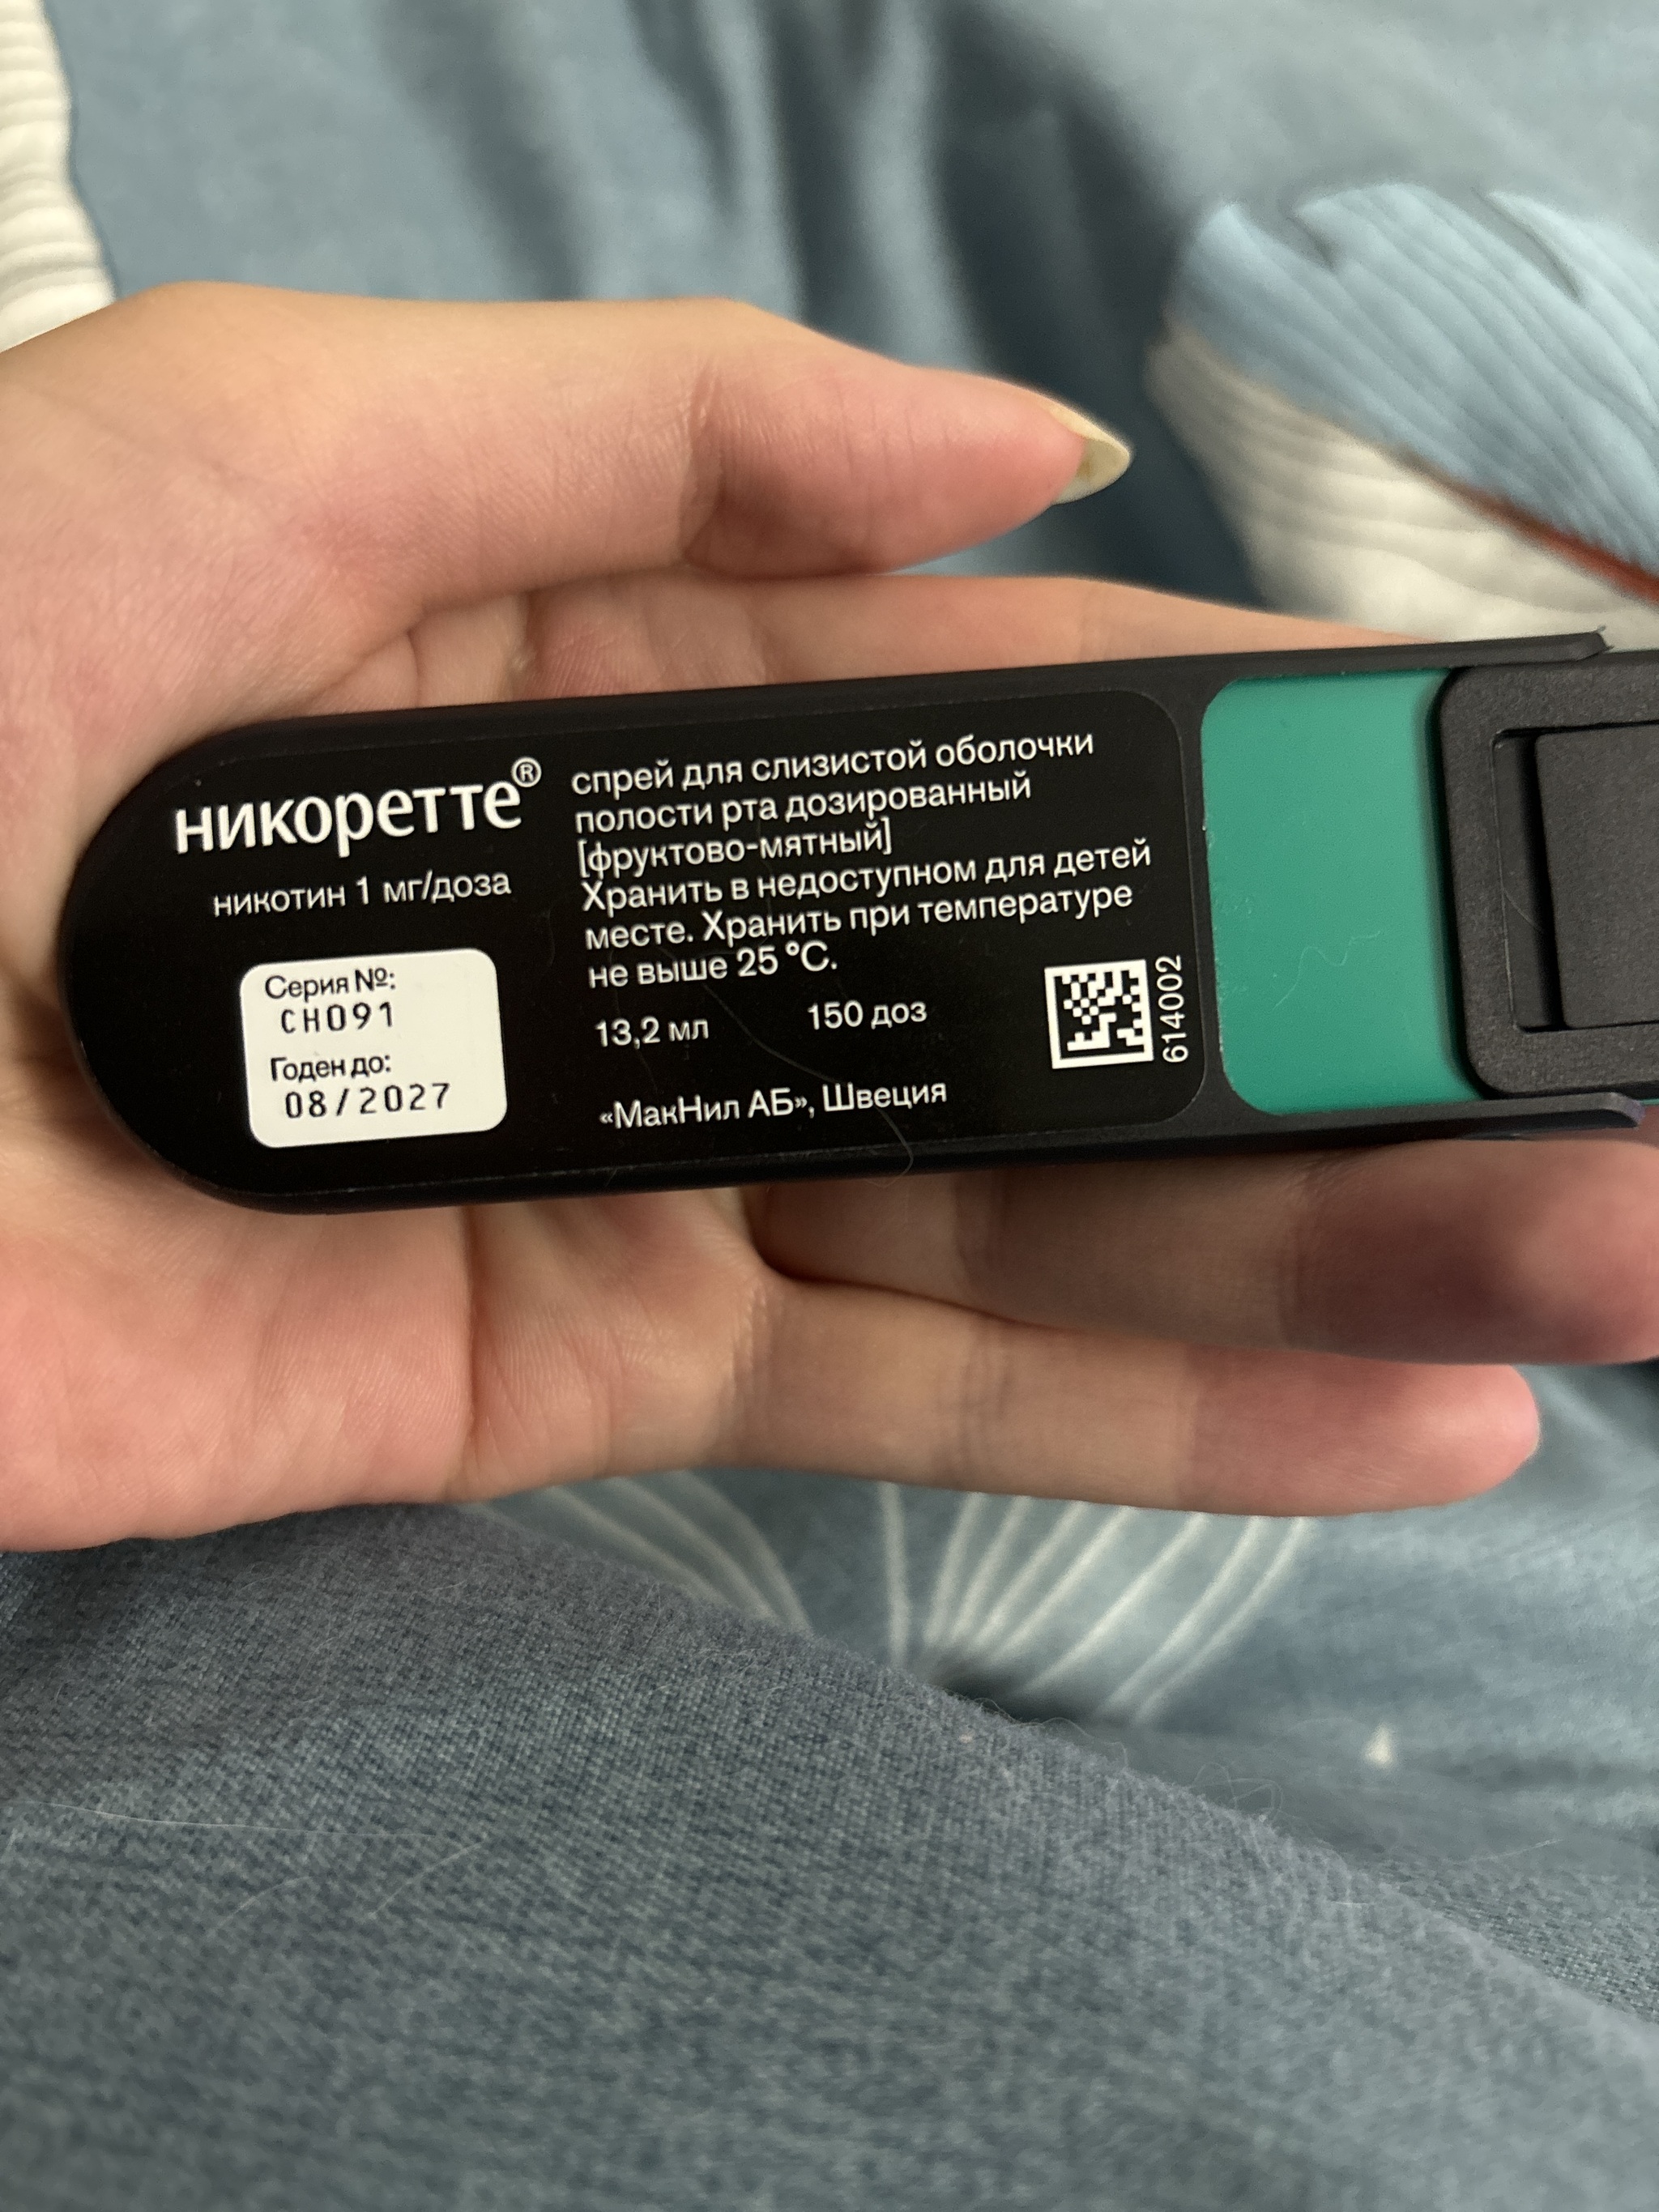 никоретте®
никотин 1 мг/доза
Серия №:
CH091
Годен до:
08/2027
спрей для слизистой оболочки
полости рта дозированный
[фруктово-мятный]
Хранить в недоступном для детей
месте. Хранить при температуре
не выше 25 °C.
13,2 мл 150 доз
«МакНил АБ», Швеция
614002